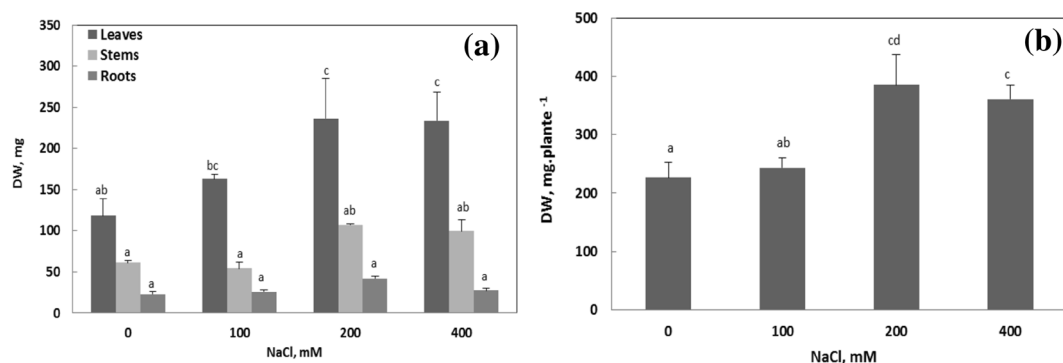 (a)
Leaves
Stems
Roots
DW, mg
350
300
250
200
150
100
50
0
ab
a
a
bc
a
a
c
ab
a
c
ab
a
0 100 200 400
NaCl, mM
(b)
DW, mg.plante -1
500
400
300
200
100
0
a
ab
cd
c
0 100 200 400
NaCl, mM